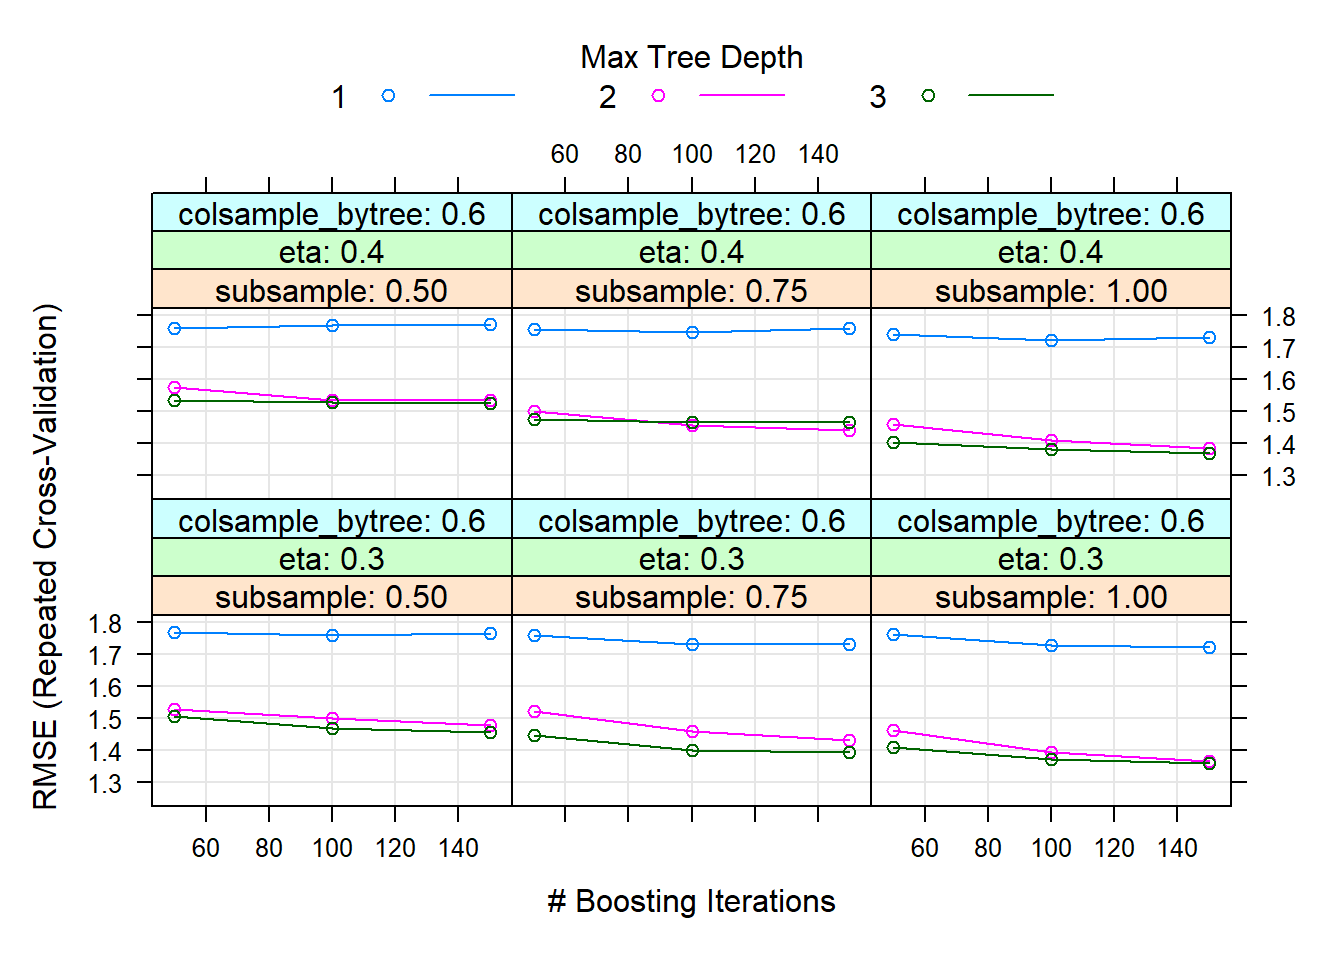 Max Tree Depth
1 2 3
60 80 100 120 140
colsample_bytree: 0.6 colsample_bytree: 0.6 colsample_bytree: 0.6
eta: 0.4 eta: 0.4 eta: 0.4
subsample: 0.50 subsample: 0.75 subsample: 1.00
1.8
1.7
1.6
1.5
1.4
1.3
colsample_bytree: 0.6 colsample_bytree: 0.6 colsample_bytree: 0.6
eta: 0.3 eta: 0.3 eta: 0.3
subsample: 0.50 subsample: 0.75 subsample: 1.00
1.8
1.7
1.6
1.5
1.4
1.3
60 80 100 120 140 60 80 100 120 140
# Boosting Iterations
RMSE (Repeated Cross-Validation)